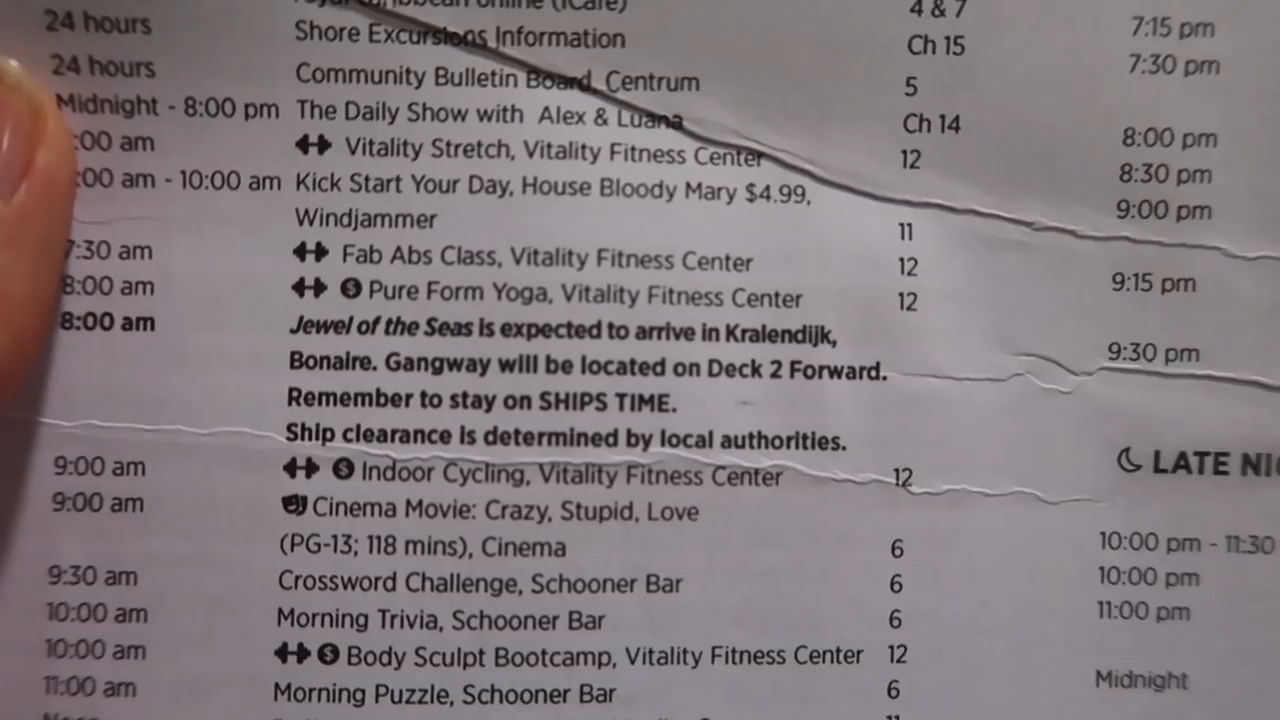 Caribbean Online (iCafe) 4 & 7
24 hours Shore Excursions Information Ch 15
24 hours Community Bulletin Board, Centrum 5
Midnight - 8:00 pm The Daily Show with Alex & Luana Ch 14
:00 am Vitality Stretch, Vitality Fitness Center 12
:00 am - 10:00 am Kick Start Your Day, House Bloody Mary $4.99,
Windjammer 11
7:30 am Fab Abs Class, Vitality Fitness Center 12
8:00 am $ Pure Form Yoga, Vitality Fitness Center 12
8:00 am Jewel of the Seas is expected to arrive in Kralendijk,
Bonaire. Gangway will be located on Deck 2 Forward.
Remember to stay on SHIPS TIME.
Ship clearance is determined by local authorities.
9:00 am $ Indoor Cycling, Vitality Fitness Center 12
9:00 am Cinema Movie: Crazy, Stupid, Love
(PG-13; 118 mins), Cinema 6
9:30 am Crossword Challenge, Schooner Bar 6
10:00 am Morning Trivia, Schooner Bar 6
10:00 am $ Body Sculpt Bootcamp, Vitality Fitness Center 12
11:00 am Morning Puzzle, Schooner Bar 6
7:15 pm
7:30 pm
8:00 pm
8:30 pm
9:00 pm
9:15 pm
9:30 pm
LATE NI
10:00 pm - 11:30
10:00 pm
11:00 pm
Midnight